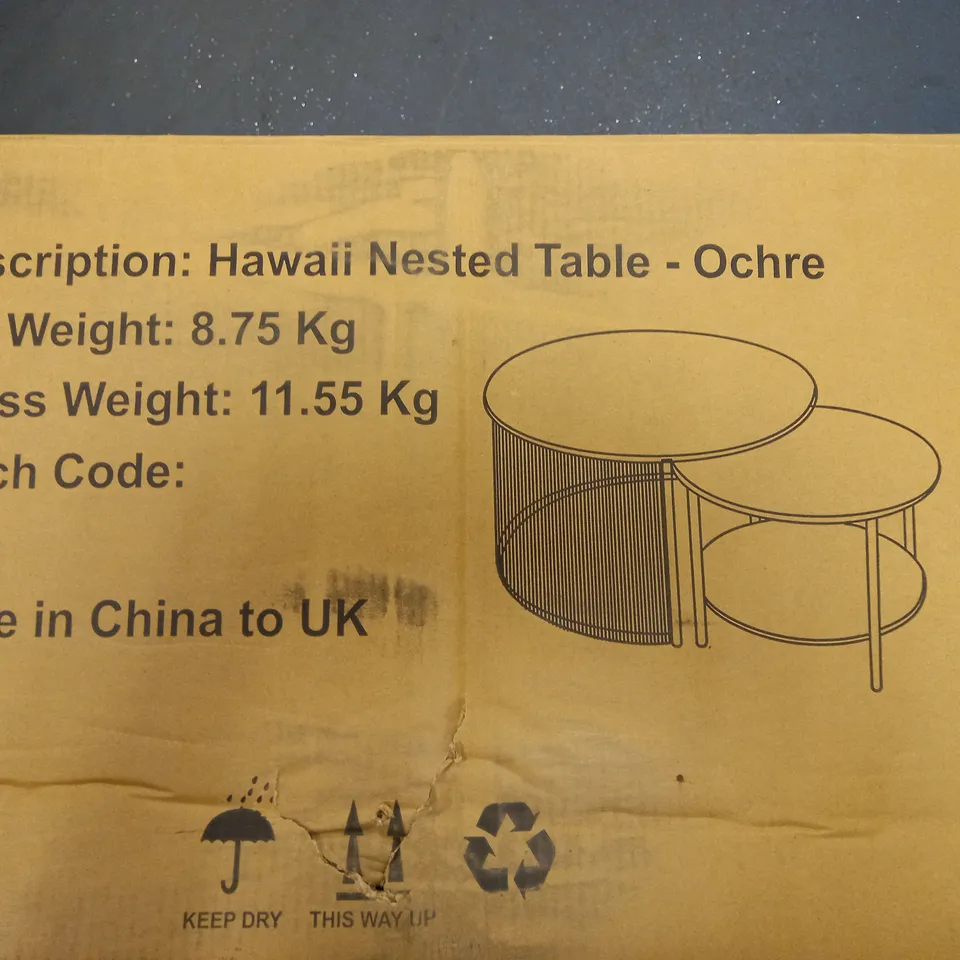 scription: Hawaii Nested Table - Ochre
Weight: 8.75 Kg
ss Weight: 11.55 Kg
ch Code:
e in China to UK
KEEP DRY THIS WAY UP